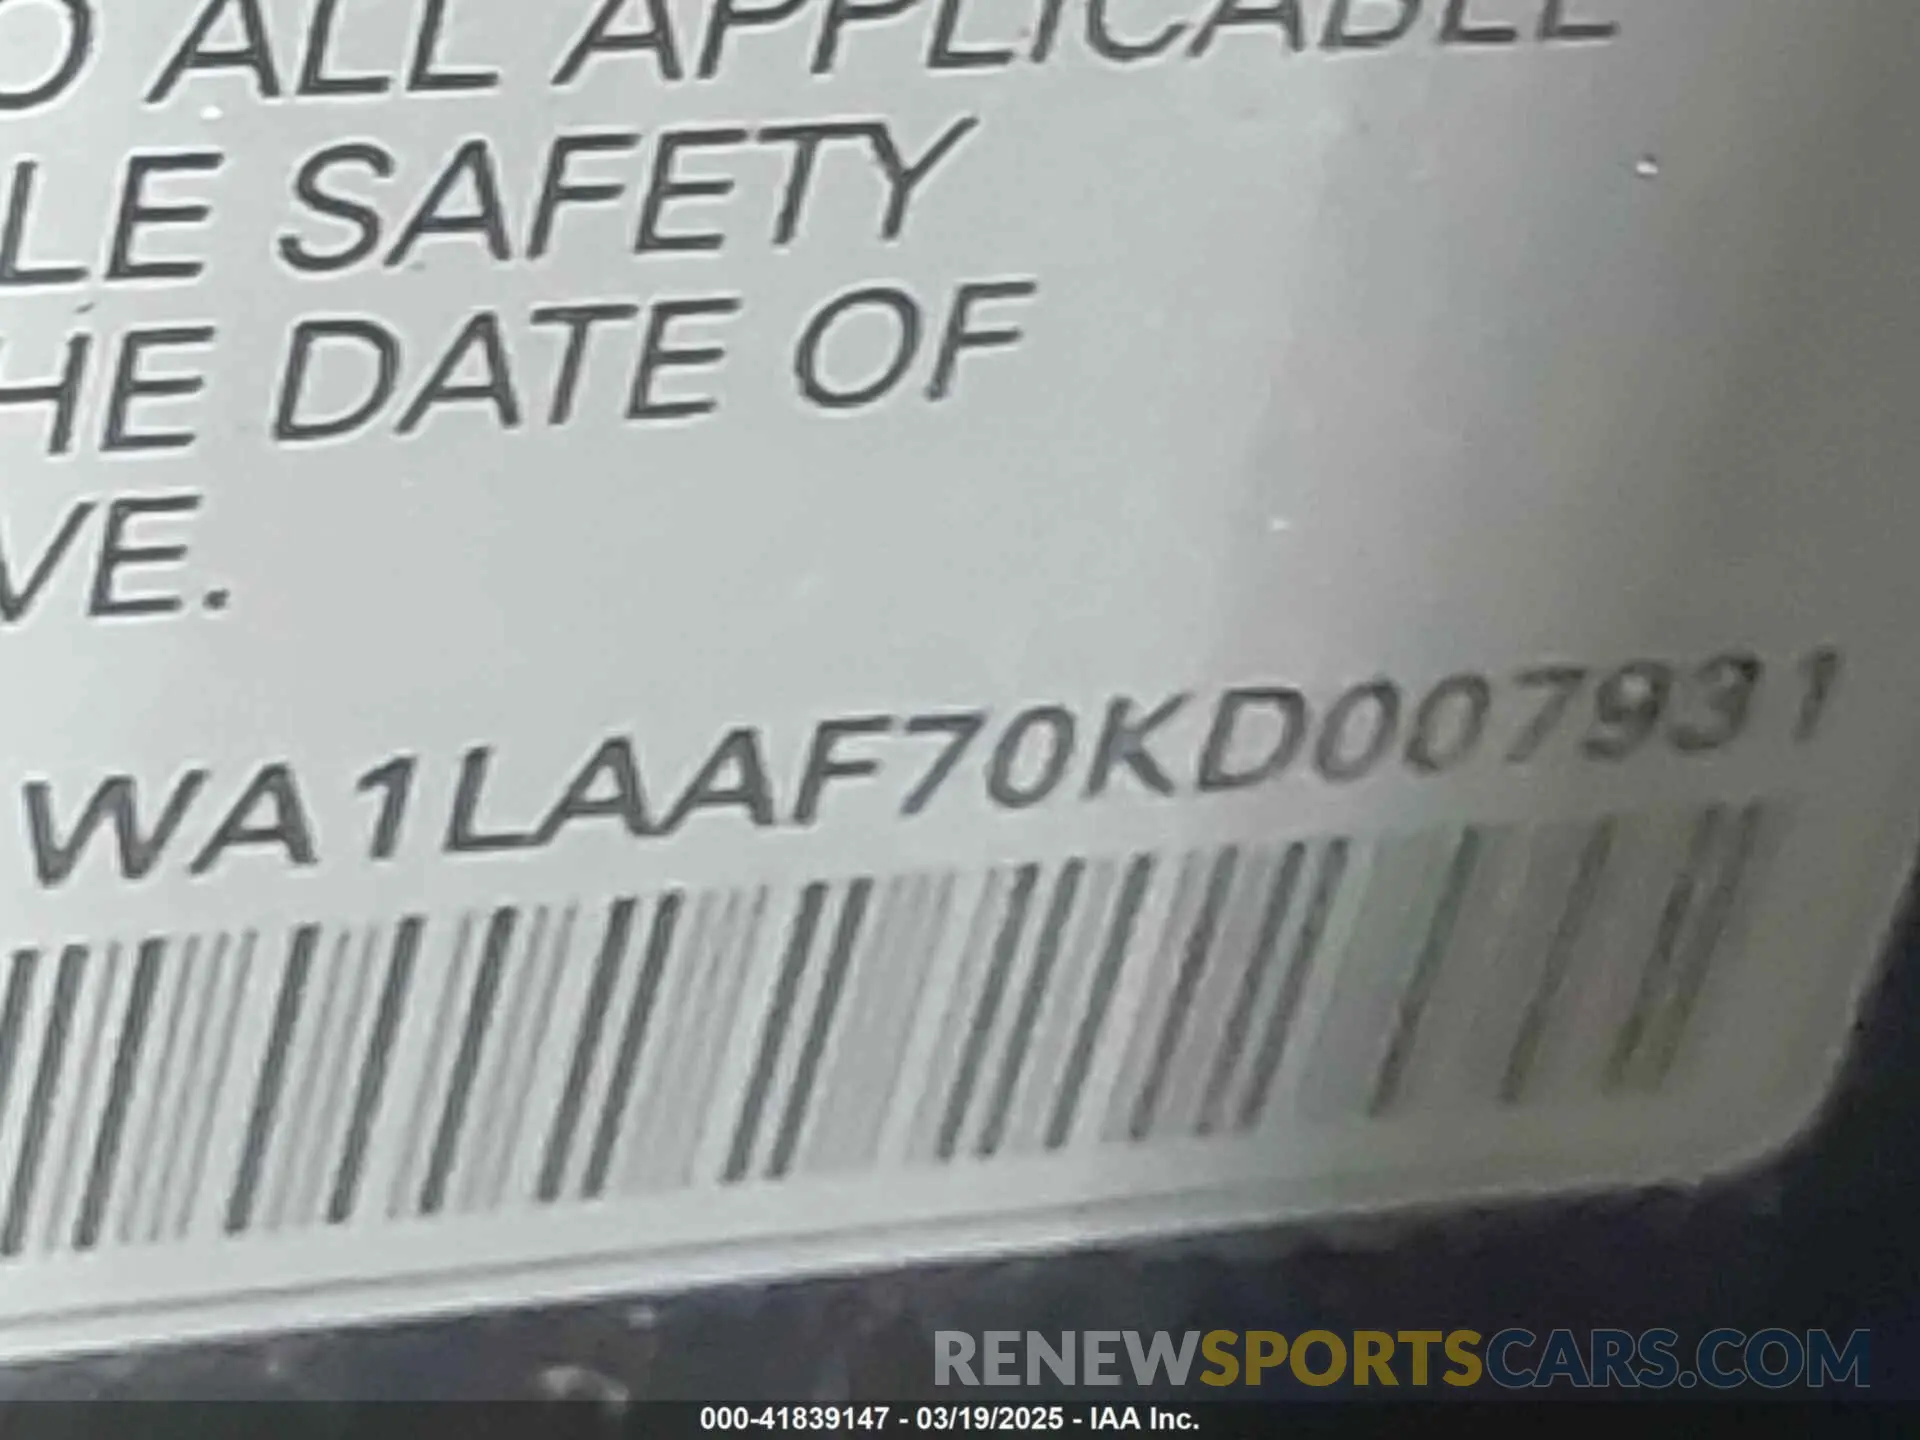 O ALL APPLICABLE
LE SAFETY
HE DATE OF
VE.
WA1LAAF70KD007931
RENEWSPORTSCARS.COM
000-41839147 - 03/19/2025 - IAA Inc.